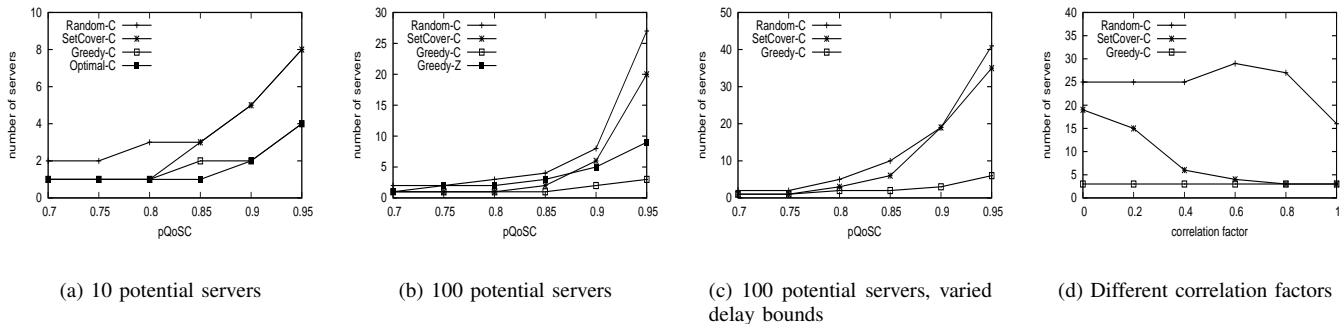 10
8
6
4
2
0
0.7 0.75 0.8 0.85 0.9 0.95
number of servers
pQoSC
Random-C
SetCover-C
Greedy-C
Optimal-C
(a) 10 potential servers
30
25
20
15
10
5
0
0.7 0.75 0.8 0.85 0.9 0.95
number of servers
pQoSC
Random-C
SetCover-C
Greedy-C
Greedy-Z
(b) 100 potential servers
50
40
30
20
10
0
0.7 0.75 0.8 0.85 0.9 0.95
number of servers
pQoSC
Random-C
SetCover-C
Greedy-C
(c) 100 potential servers, varied
delay bounds
40
35
30
25
20
15
10
5
0
0 0.2 0.4 0.6 0.8 1
number of servers
correlation factor
Random-C
SetCover-C
Greedy-C
(d) Different correlation factors